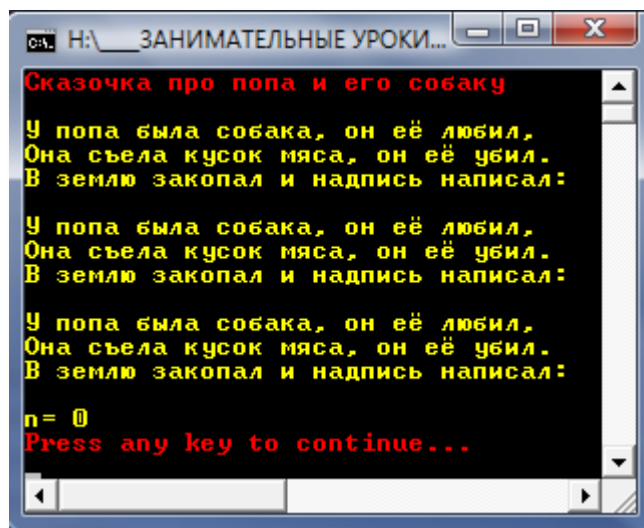 H:\___ЗАНИМАТЕЛЬНЫЕ УРОКИ...
Сказочка про попа и его собаку
У попа была собака, он её любил,
Она съела кусок мяса, он её убил.
В землю закопал и надпись написал:
У попа была собака, он её любил,
Она съела кусок мяса, он её убил.
В землю закопал и надпись написал:
У попа была собака, он её любил,
Она съела кусок мяса, он её убил.
В землю закопал и надпись написал:
n= 0
Press any key to continue...